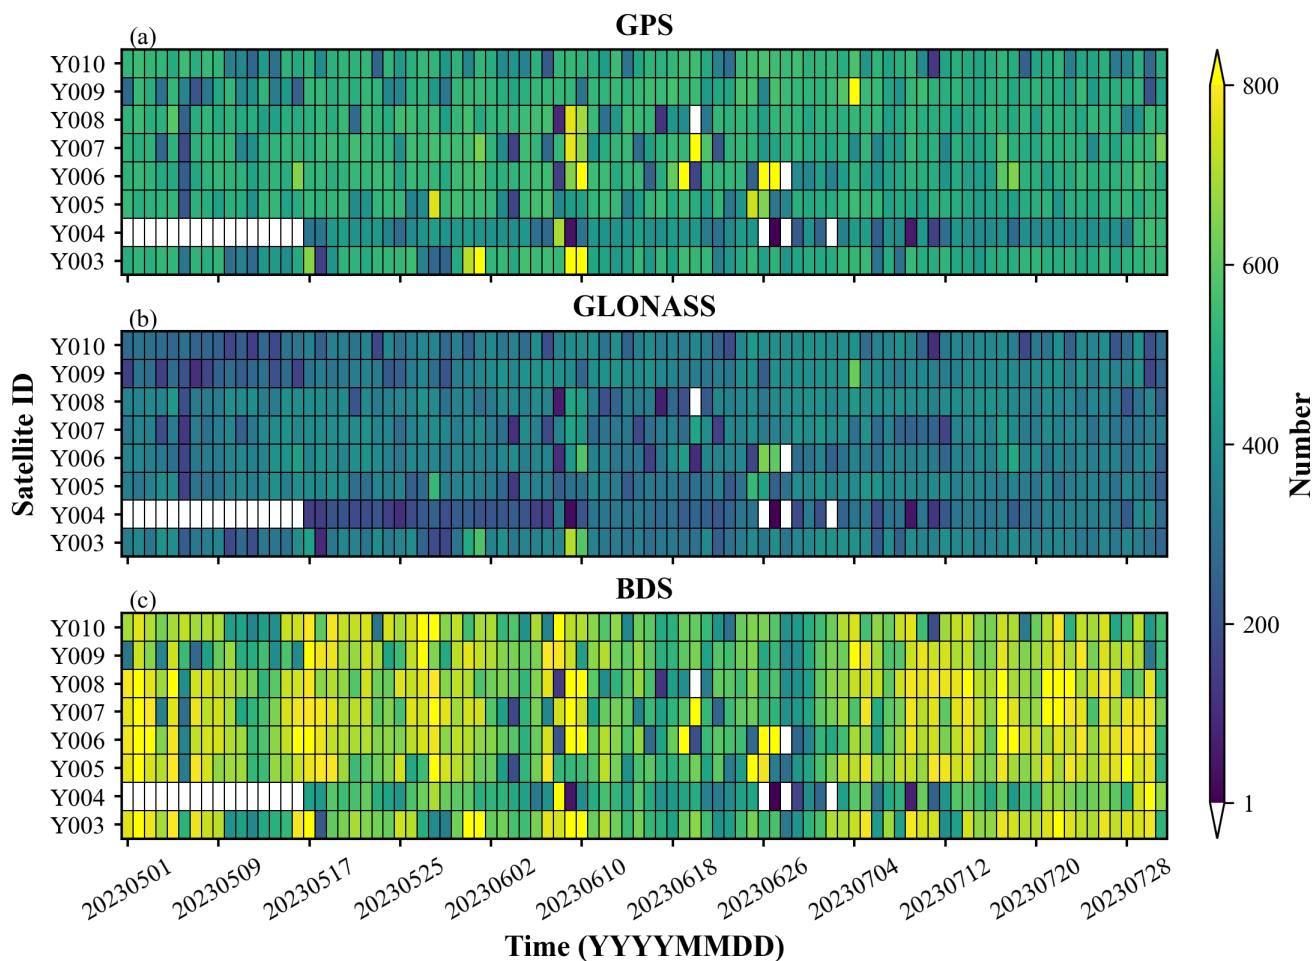 GPS
(a)
Y010
Y009
Y008
Y007
Y006
Y005
Y004
Y003
GLONASS
(b)
Y010
Y009
Y008
Y007
Y006
Y005
Y004
Y003
BDS
(c)
Y010
Y009
Y008
Y007
Y006
Y005
Y004
Y003
20230501
20230509
20230517
20230525
20230602
20230610
20230618
20230626
20230704
20230712
20230720
20230728
Time (YYYYMMDD)
Satellite ID
800
600
400
200
1
Number